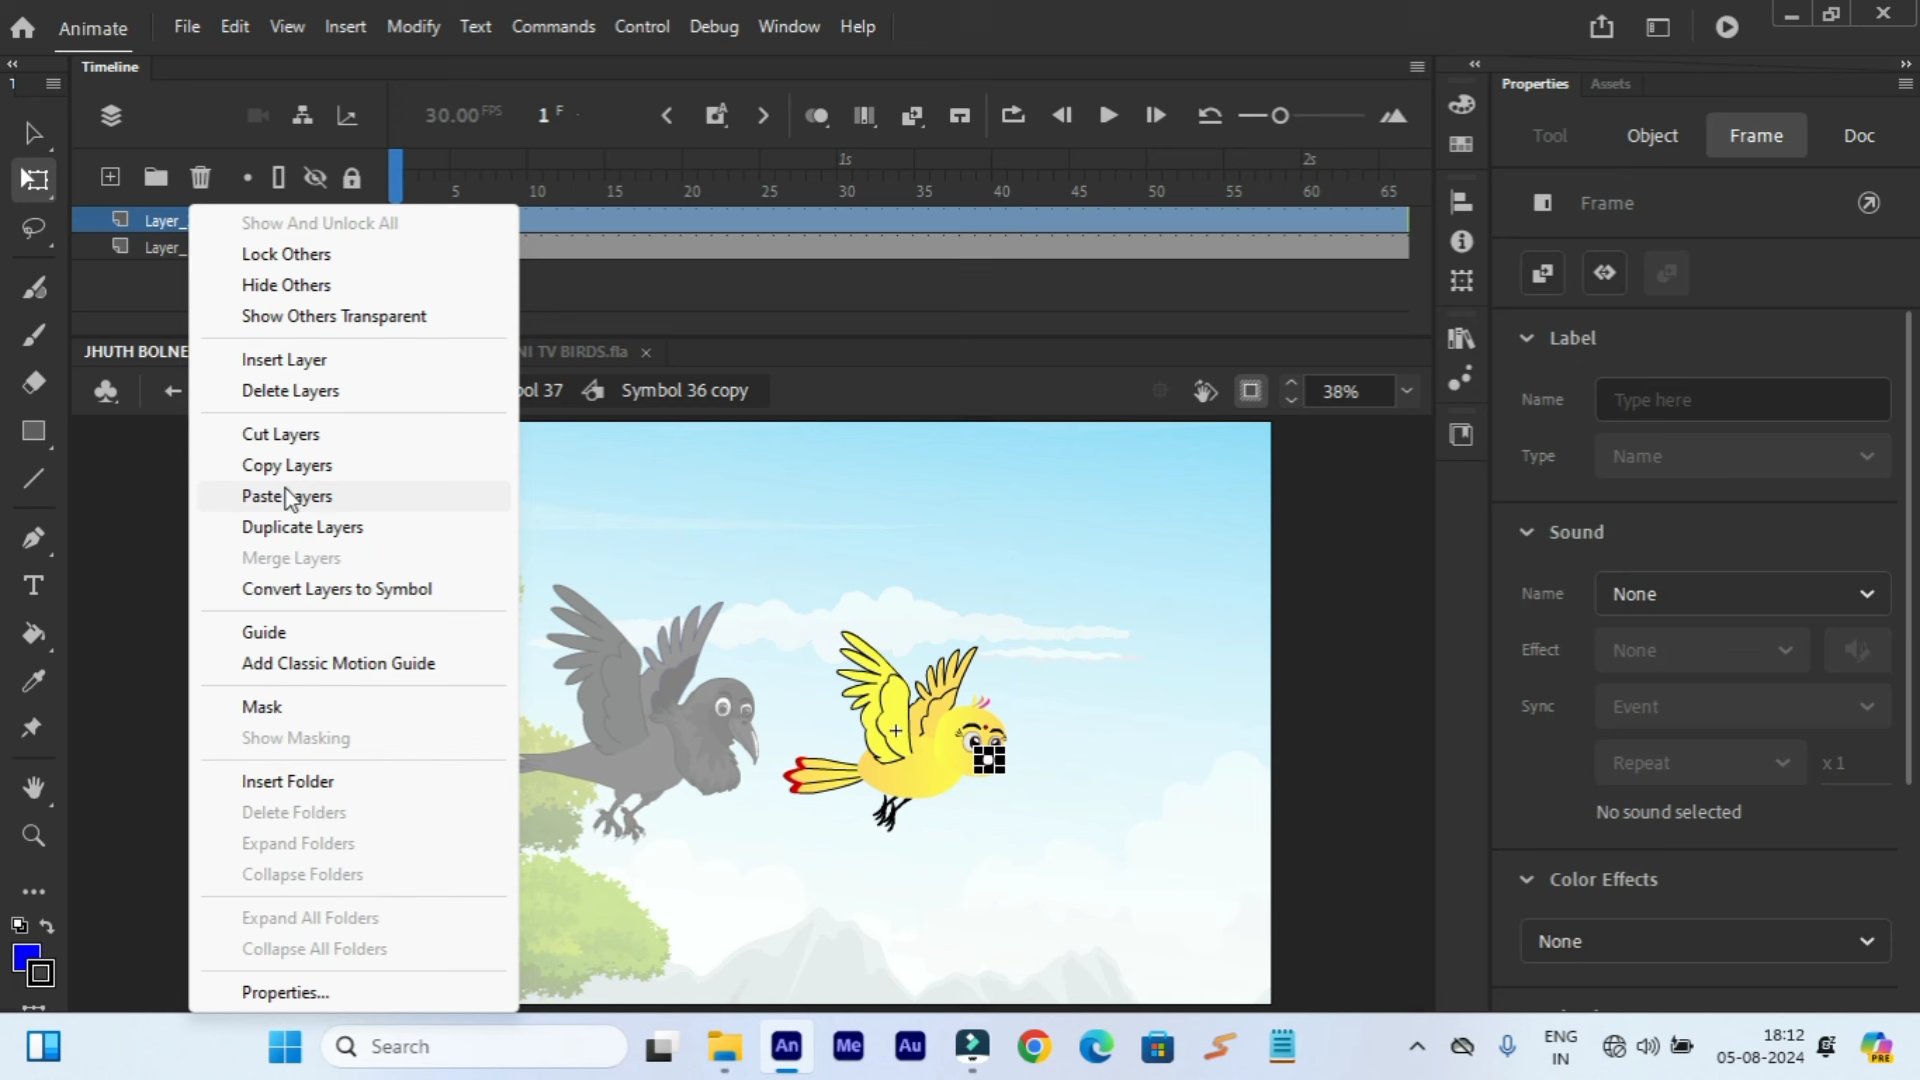 Animate File Edit View Insert Modify Text Commands Control Debug Window Help
Timeline
30.00 FPS 1 F
1s 2s
5 10 15 20 25 30 35 40 45 50 55 60 65
Layer_
Layer_
Show And Unlock All
Lock Others
Hide Others
Show Others Transparent
Insert Layer
Delete Layers
Cut Layers
Copy Layers
Paste Layers
Duplicate Layers
Merge Layers
Convert Layers to Symbol
Guide
Add Classic Motion Guide
Mask
Show Masking
Insert Folder
Delete Folders
Expand Folders
Collapse Folders
Expand All Folders
Collapse All Folders
Properties...
JHUTH BOLNE NI TV BIRDS.fla ×
ol 37 Symbol 36 copy 38%
1
Properties Assets
Tool Object Frame Doc
Frame
Label
Name Type here
Type Name
Sound
Name None
Effect None
Sync Event
Repeat x 1
No sound selected
Color Effects
None
Search
An Me Au
ENG
IN
18:12
05-08-2024
PRE